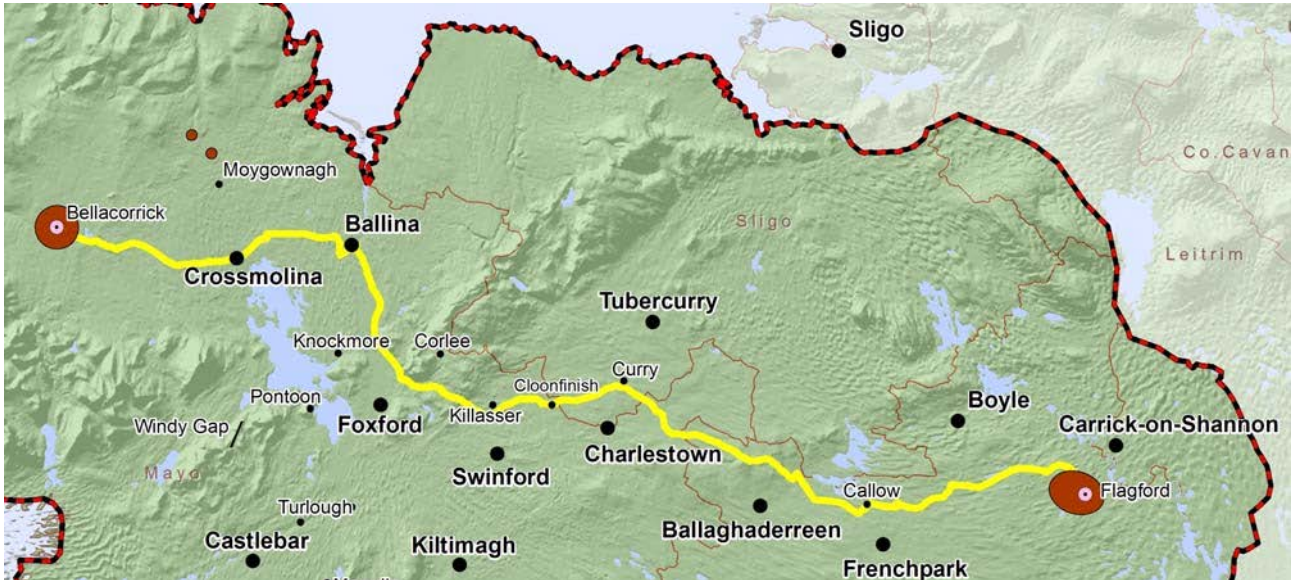 Sligo
Co.Cavan
Moygownagh
Bellacorrick
Ballina
Sligo
Leitrim
Crossmolina
Tubercurry
Knockmore
Corlee
Curry
Cloonfinish
Pontoon
Killasser
Foxford
Boyle
Windy Gap
Charlestown
Carrick-on-Shannon
Swinford
Mayo
Callow
Flagford
Turlough
Ballaghaderreen
Castlebar
Kiltimagh
Frenchpark